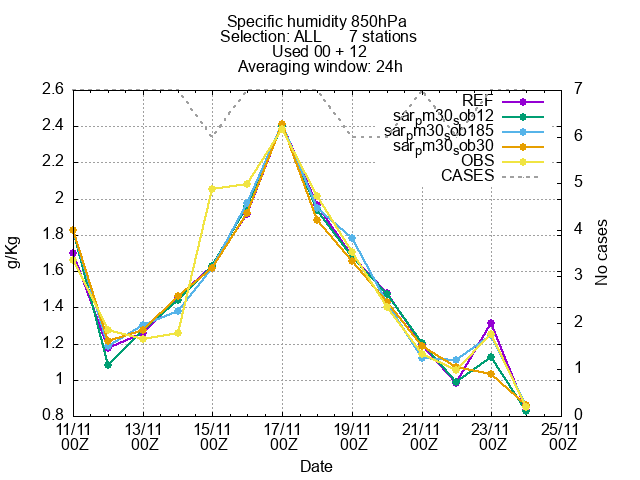 Specific humidity 850hPa
Selection: ALL 7 stations
Used 00 + 12
Averaging window: 24h
2.6
2.4
2.2
2
1.8
1.6
1.4
1.2
1
0.8
g/Kg
REF
sarpm30sob12
sarpm30sob185
sarpm30sob30
OBS
CASES
7
6
5
4
3
2
1
0
No cases
11/11 13/11 15/11 17/11 19/11 21/11 23/11 25/11
00Z 00Z 00Z 00Z 00Z 00Z 00Z 00Z
Date